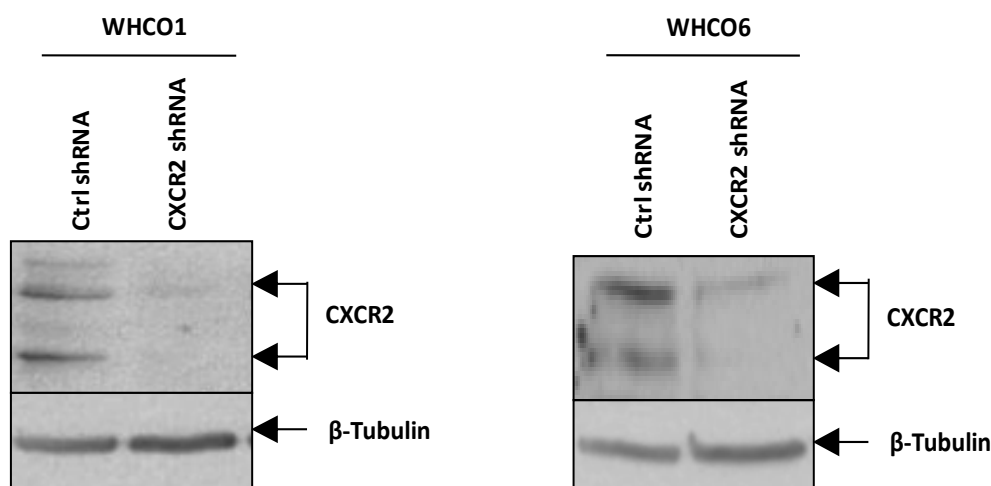 WHCO1
Ctrl shRNA
CXCR2 shRNA
CXCR2
β-Tubulin
WHCO6
Ctrl shRNA
CXCR2 shRNA
CXCR2
β-Tubulin